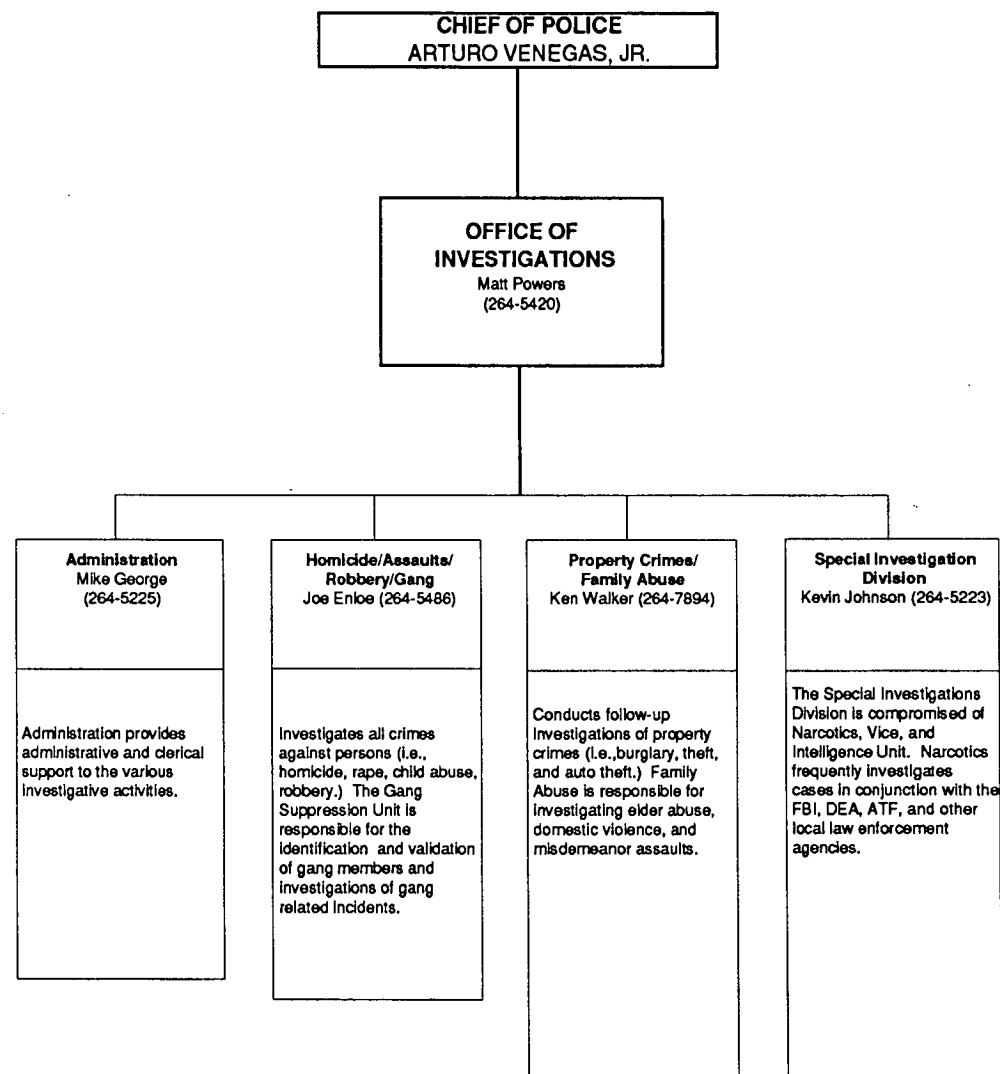 CHIEF OF POLICE
ARTURO VENEGAS, JR.
OFFICE OF
INVESTIGATIONS
Matt Powers
(264-5420)
Administration
Mike George
(264-5225)
Administration provides
administrative and clerical
support to the various
investigative activities.
Homicide/Assaults/
Robbery/Gang
Joe Enloe (264-5486)
Investigates all crimes
against persons (i.e.,
homicide, rape, child abuse,
robbery.) The Gang
Suppression Unit is
responsible for the
identification and validation
of gang members and
investigations of gang
related incidents.
Property Crimes/
Family Abuse
Ken Walker (264-7894)
Conducts follow-up
investigations of property
crimes (i.e.,burglary, theft,
and auto theft.) Family
Abuse is responsible for
investigating elder abuse,
domestic violence, and
misdemeanor assaults.
Special Investigation
Division
Kevin Johnson (264-5223)
The Special Investigations
Division is compromised of
Narcotics, Vice, and
Intelligence Unit. Narcotics
frequently investigates
cases in conjunction with the
FBI, DEA, ATF, and other
local law enforcement
agencies.